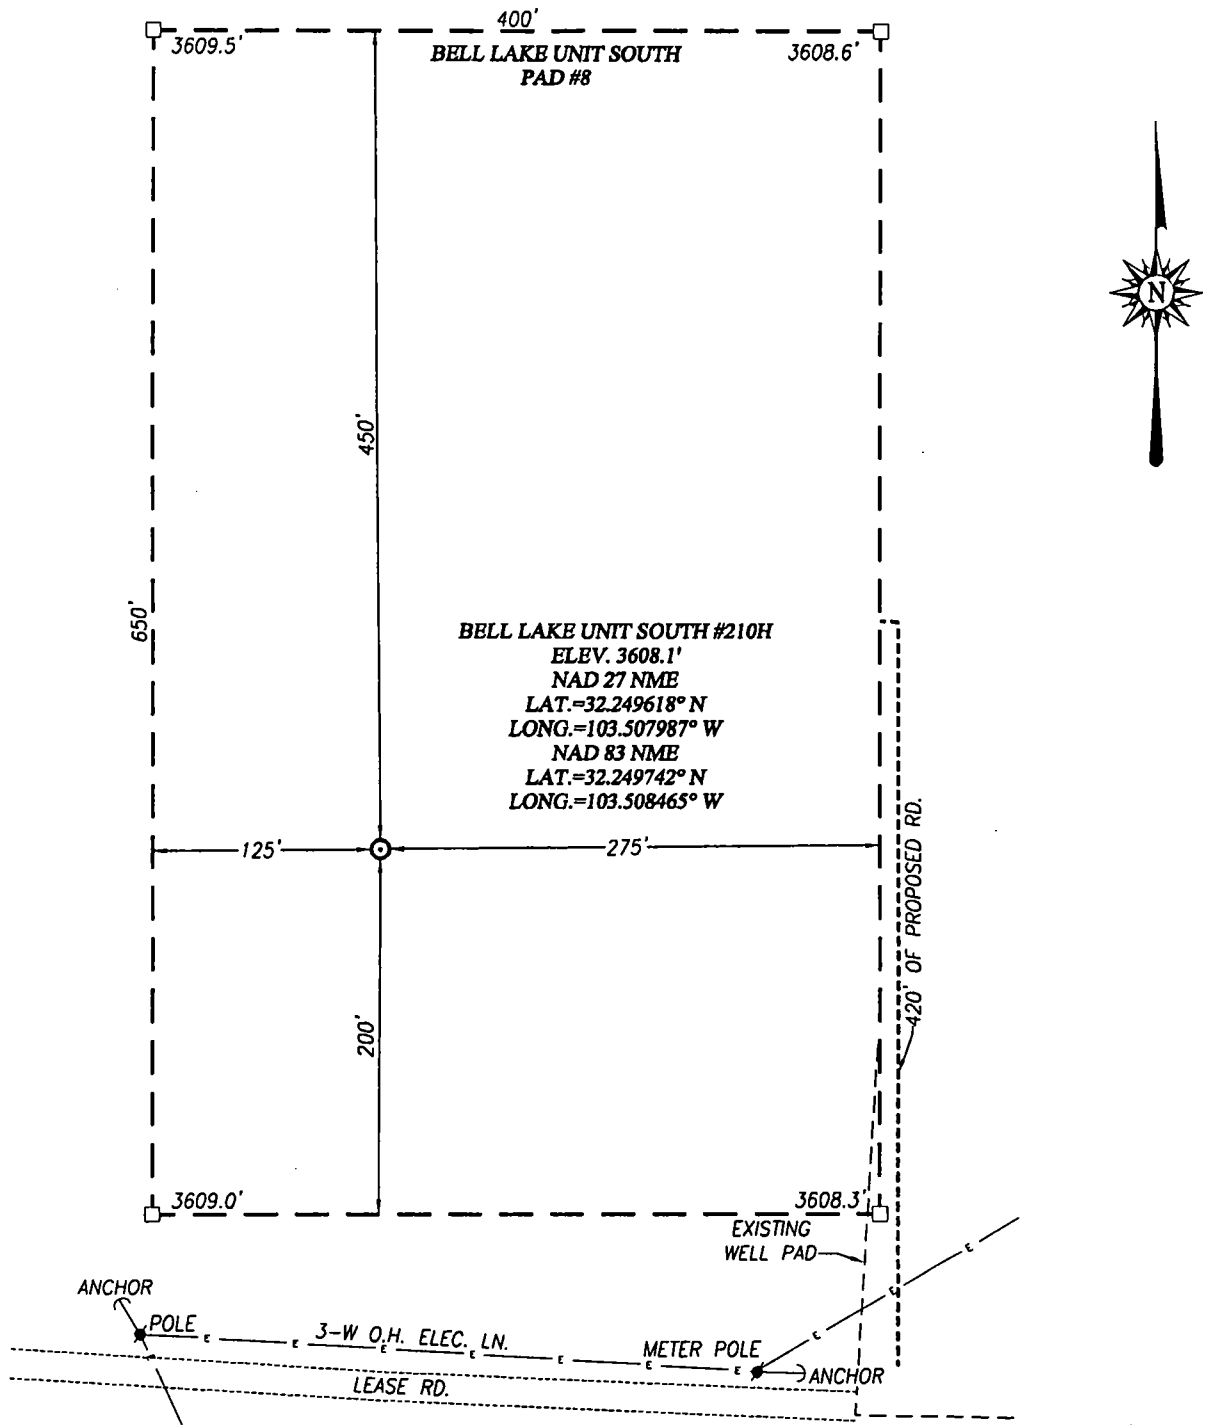 400'
3609.5'
BELL LAKE UNIT SOUTH
PAD #8
3608.6'
N
450'
650'
BELL LAKE UNIT SOUTH #210H
ELEV. 3608.1'
NAD 27 NME
LAT.=32.249618° N
LONG.=103.507987° W
NAD 83 NME
LAT.=32.249742° N
LONG.=103.508465° W
125'
275'
420' OF PROPOSED RD.
200'
3609.0'
3608.3'
EXISTING
WELL PAD
E
E
ANCHOR
POLE
E
E
3-W O.H. ELEC. LN.
E
E
E
E
METER POLE
E
E
ANCHOR
E
LEASE RD.